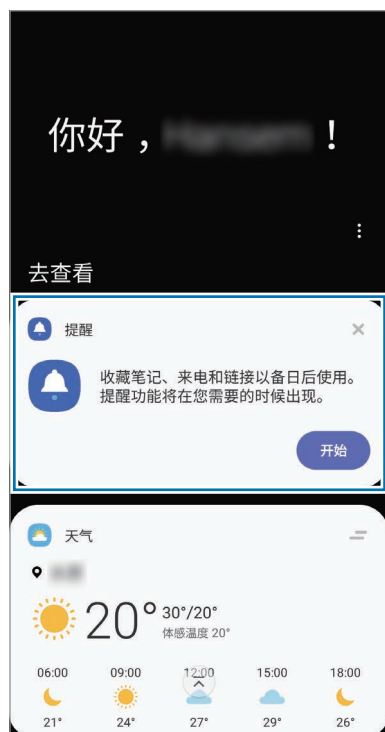 你好，！
去查看
提醒
收藏笔记、来电和链接以备日后使用。
提醒功能将在您需要的时候出现。
开始
天气
20° 30°/20°
体感温度 20°
06:00 09:00 12:00 15:00 18:00
21° 24° 27° 29° 26°